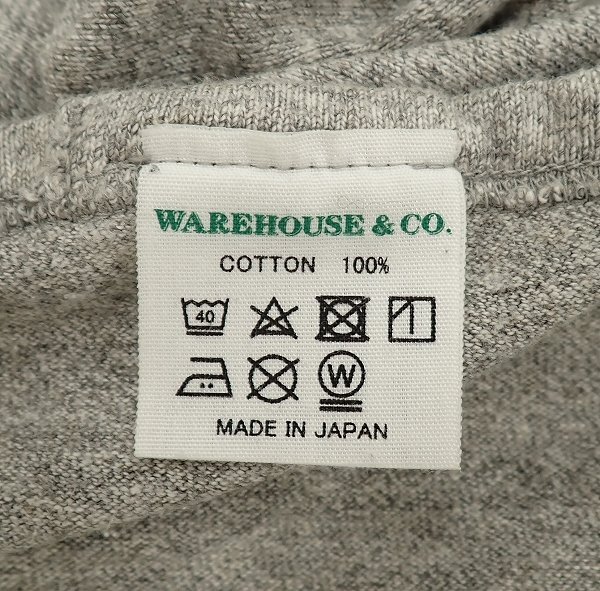 WAREHOUSE & CO.
COTTON 100%
40
W
MADE IN JAPAN